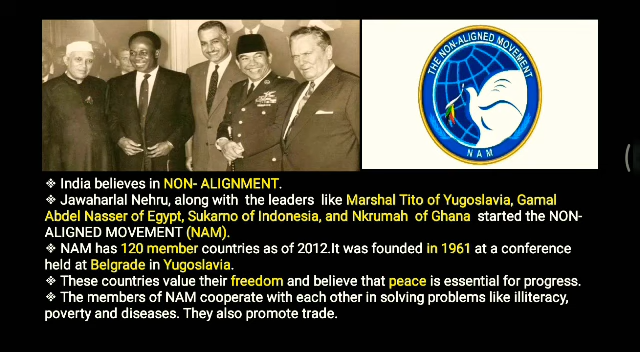 THE NON-ALIGNED MOVEMENT
NAM
❖ India believes in NON- ALIGNMENT.
❖ Jawaharlal Nehru, along with the leaders like Marshal Tito of Yugoslavia, Gamal
Abdel Nasser of Egypt, Sukarno of Indonesia, and Nkrumah of Ghana started the NON-
ALIGNED MOVEMENT (NAM).
❖ NAM has 120 member countries as of 2012.It was founded in 1961 at a conference
held at Belgrade in Yugoslavia.
❖ These countries value their freedom and believe that peace is essential for progress.
❖ The members of NAM cooperate with each other in solving problems like illiteracy,
poverty and diseases. They also promote trade.